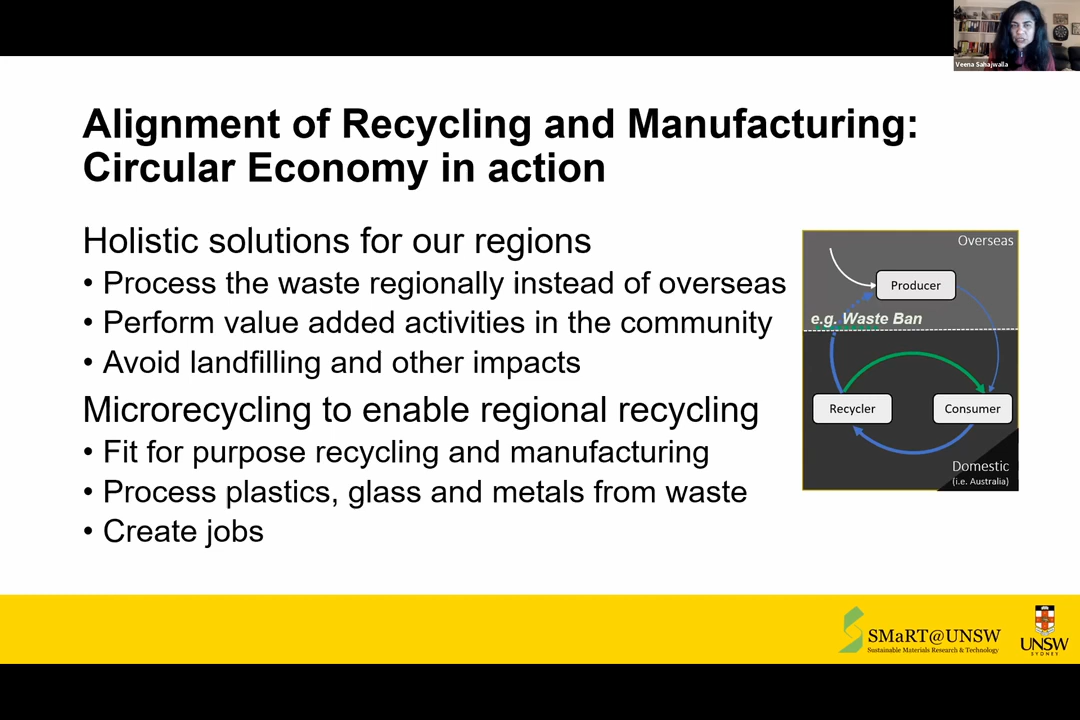 Veena Sahajwalla
Alignment of Recycling and Manufacturing:
Circular Economy in action
Holistic solutions for our regions
• Process the waste regionally instead of overseas
• Perform value added activities in the community
• Avoid landfilling and other impacts
Microrecycling to enable regional recycling
• Fit for purpose recycling and manufacturing
• Process plastics, glass and metals from waste
• Create jobs
Overseas
Producer
e.g. Waste Ban
Recycler
Consumer
Domestic
(i.e. Australia)
SMaRT@UNSW
Sustainable Materials Research & Technology
UNSW
SYDNEY